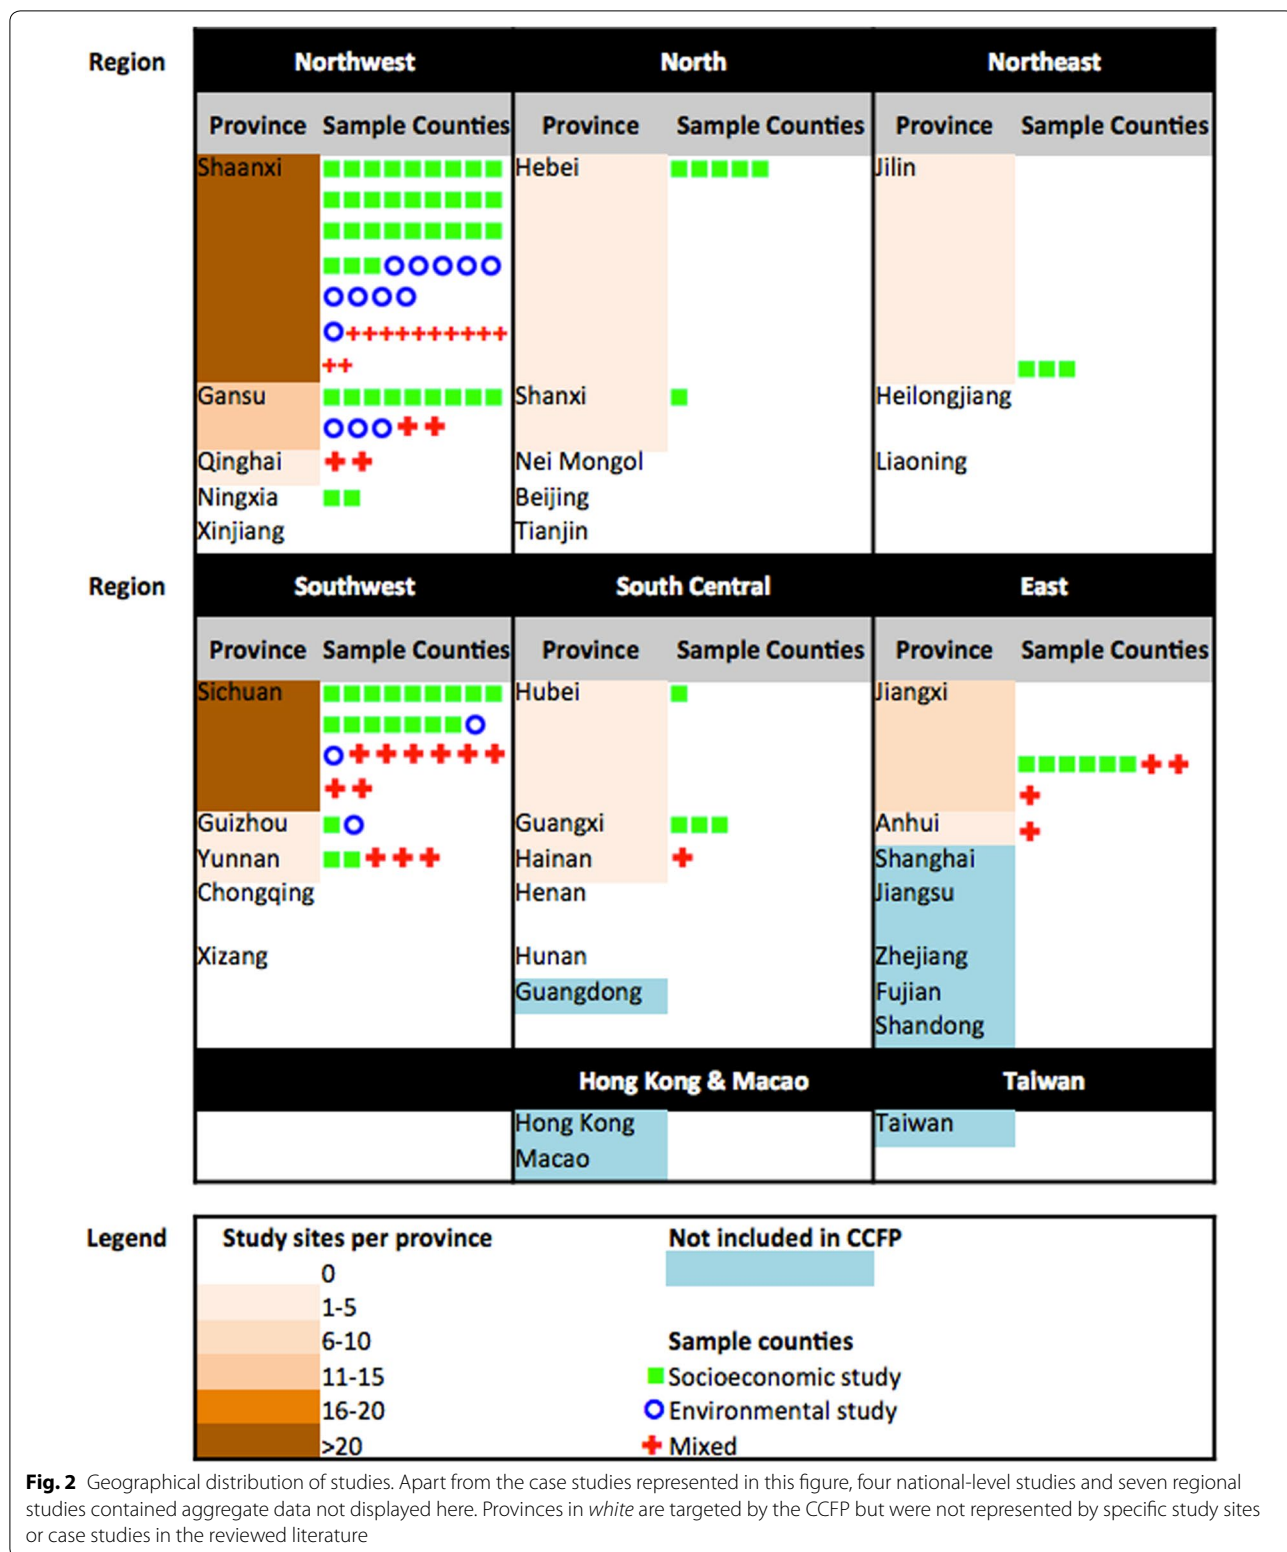 Region Northwest North Northeast
Province Sample Counties Province Sample Counties Province Sample Counties
Shaanxi Hebei Jilin
Gansu Shanxi Heilongjiang
Qinghai Nei Mongol Liaoning
Ningxia Beijing
Xinjiang Tianjin
Region Southwest South Central East
Province Sample Counties Province Sample Counties Province Sample Counties
Sichuan Hubei Jiangxi
Guizhou Guangxi Anhui
Yunnan Hainan Shanghai
Chongqing Henan Jiangsu
Xizang Hunan Zhejiang
Guangdong Fujian
Shandong
Hong Kong & Macao Taiwan
Hong Kong Taiwan
Macao
Legend Study sites per province Not included in CCFP
0
1-5
6-10 Sample counties
11-15 Socioeconomic study
16-20 Environmental study
>20 Mixed
Fig. 2 Geographical distribution of studies. Apart from the case studies represented in this figure, four national-level studies and seven regional
studies contained aggregate data not displayed here. Provinces in white are targeted by the CCFP but were not represented by specific study sites
or case studies in the reviewed literature